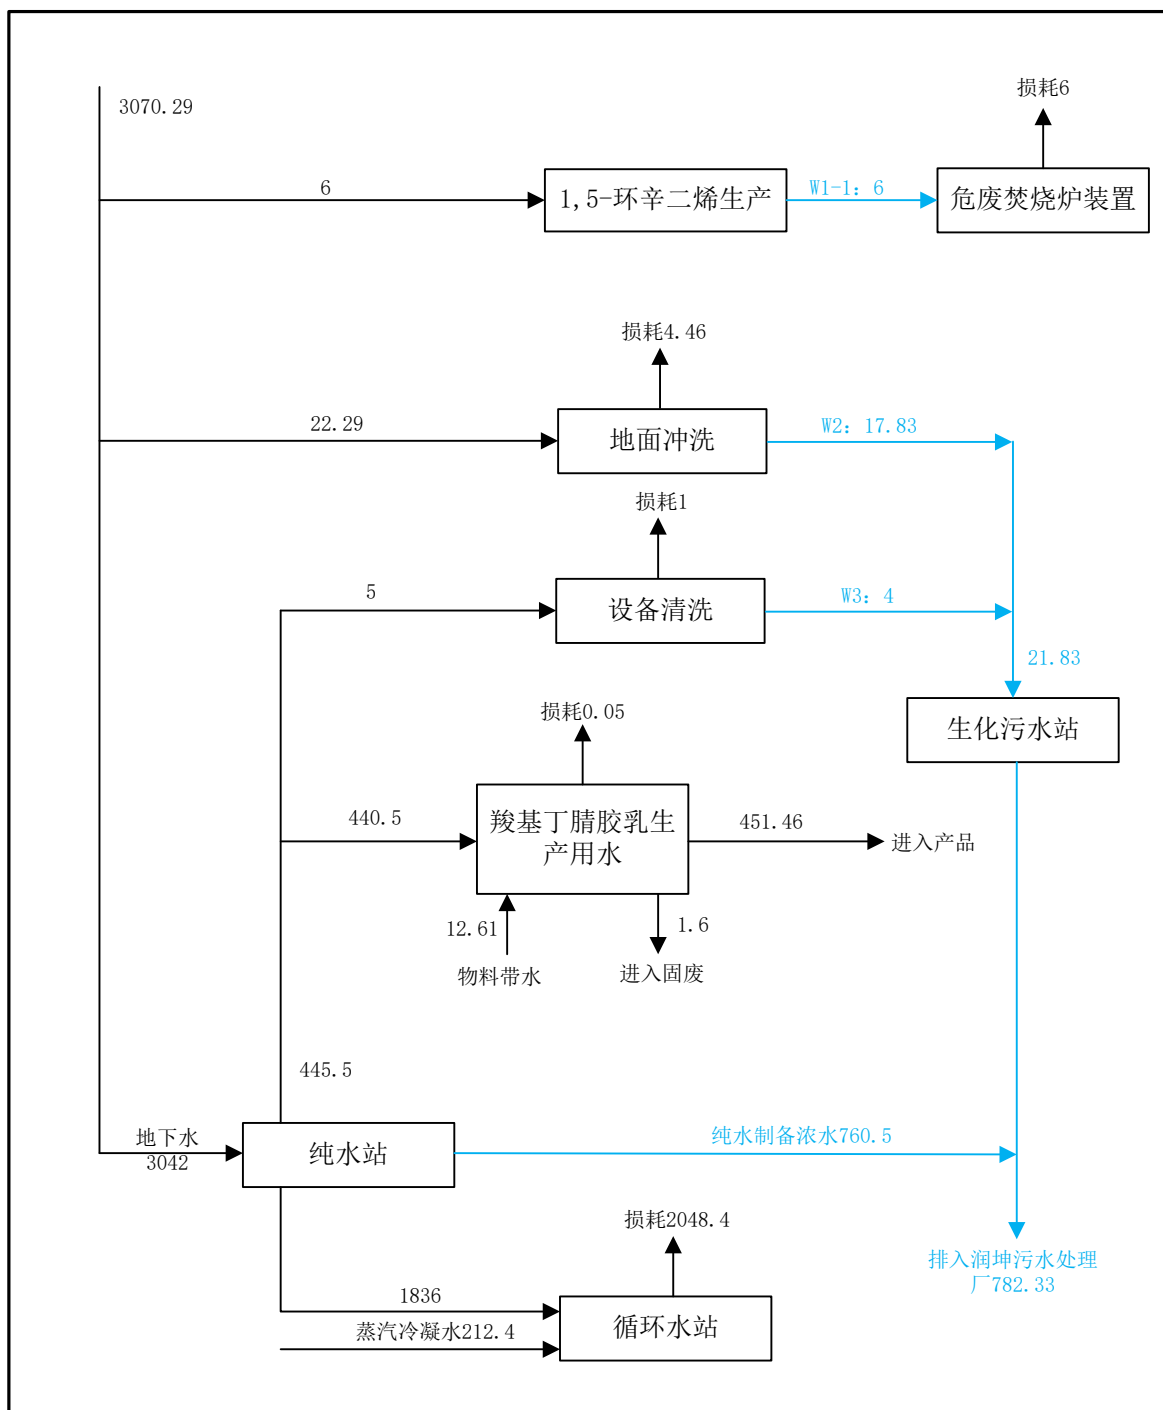 损耗6
3070.29
6
1,5-环辛二烯生产
W1-1: 6
危废焚烧炉装置
损耗4.46
22.29
地面冲洗
W2: 17.83
损耗1
5
设备清洗
W3: 4
21.83
损耗0.05
生化污水站
440.5
羧基丁腈胶乳生
产用水
451.46
进入产品
12.61
1.6
物料带水
进入固废
445.5
地下水
3042
纯水站
纯水制备浓水760.5
损耗2048.4
排入润坤污水处理
厂782.33
1836
蒸汽冷凝水212.4
循环水站